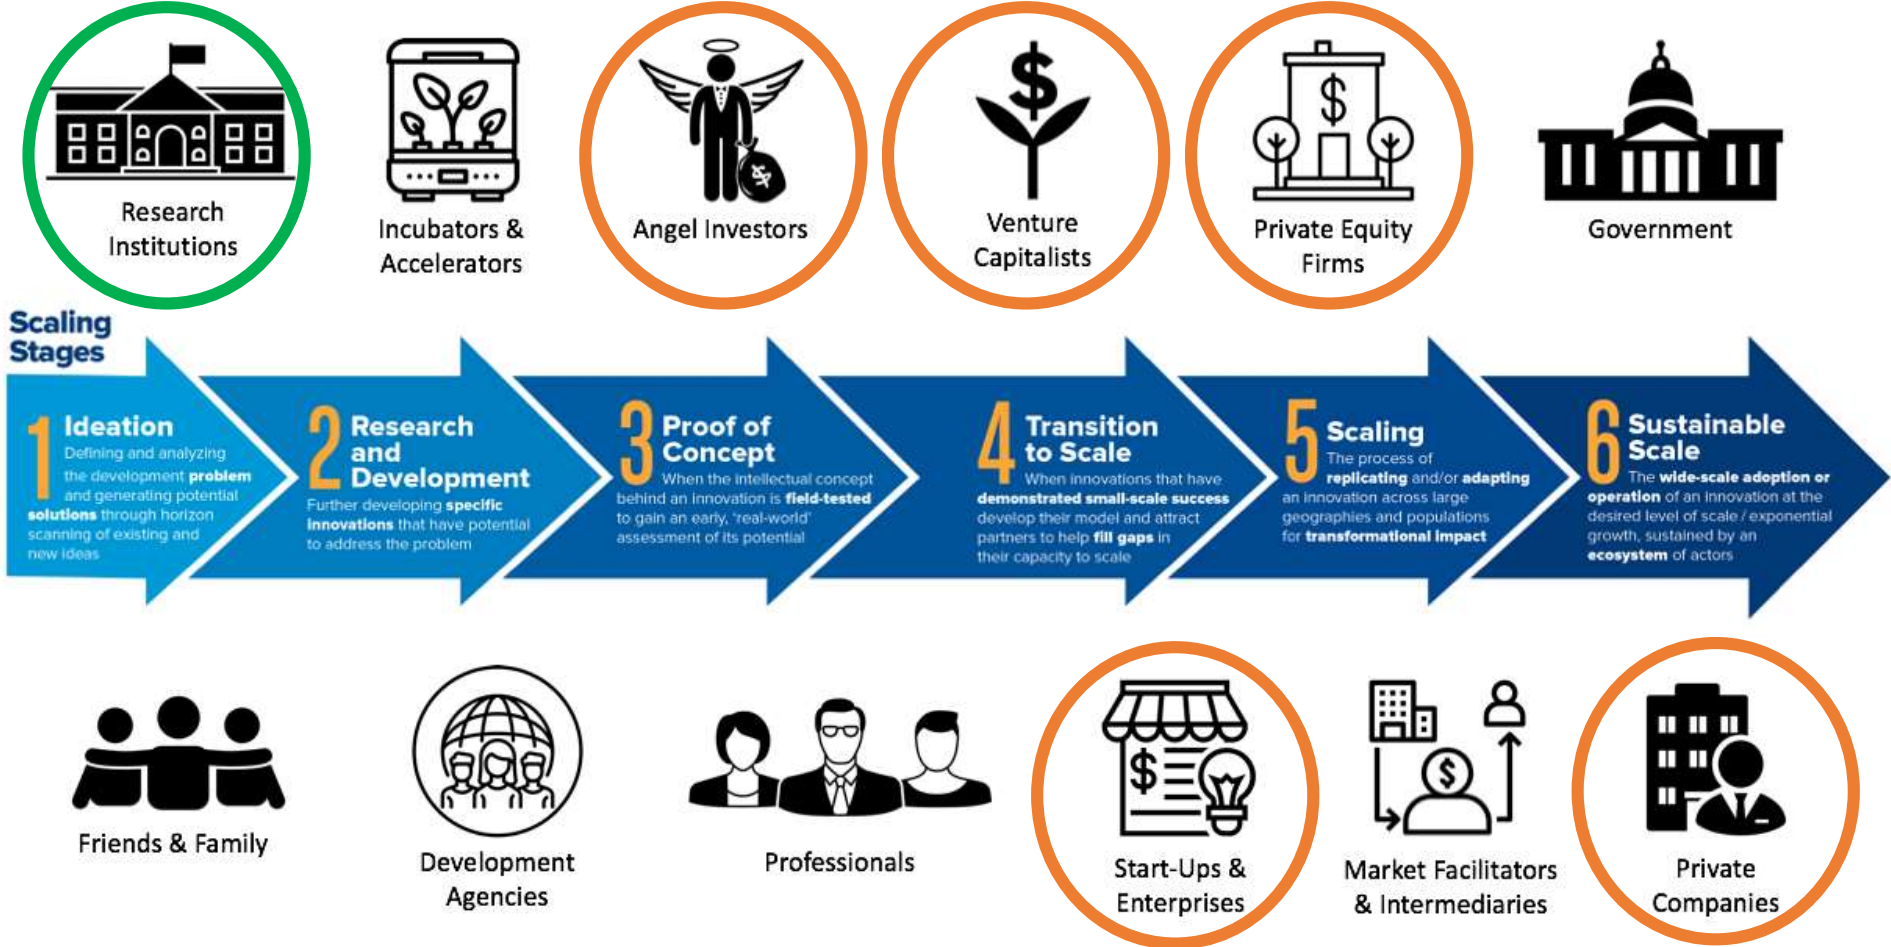 Research
Institutions
Incubators &
Accelerators
Angel Investors
Venture
Capitalists
Private Equity
Firms
Government
Scaling
Stages
1
Ideation
Defining and analyzing
the development problem
and generating potential
solutions through horizon
scanning of existing and
new ideas
2
Research
and
Development
Further developing specific
innovations that have potential
to address the problem
3
Proof of
Concept
When the intellectual concept
behind an innovation is field-tested
to gain an early, 'real-world'
assessment of its potential
4
Transition
to Scale
When innovations that have
demonstrated small-scale success
develop their model and attract
partners to help fill gaps in
their capacity to scale
5
Scaling
The process of
replicating and/or adapting
an innovation across large
geographies and populations
for transformational impact
6
Sustainable
Scale
The wide-scale adoption or
operation of an innovation at the
desired level of scale / exponential
growth, sustained by an
ecosystem of actors
Friends & Family
Development
Agencies
Professionals
Start-Ups &
Enterprises
Market Facilitators
& Intermediaries
Private
Companies